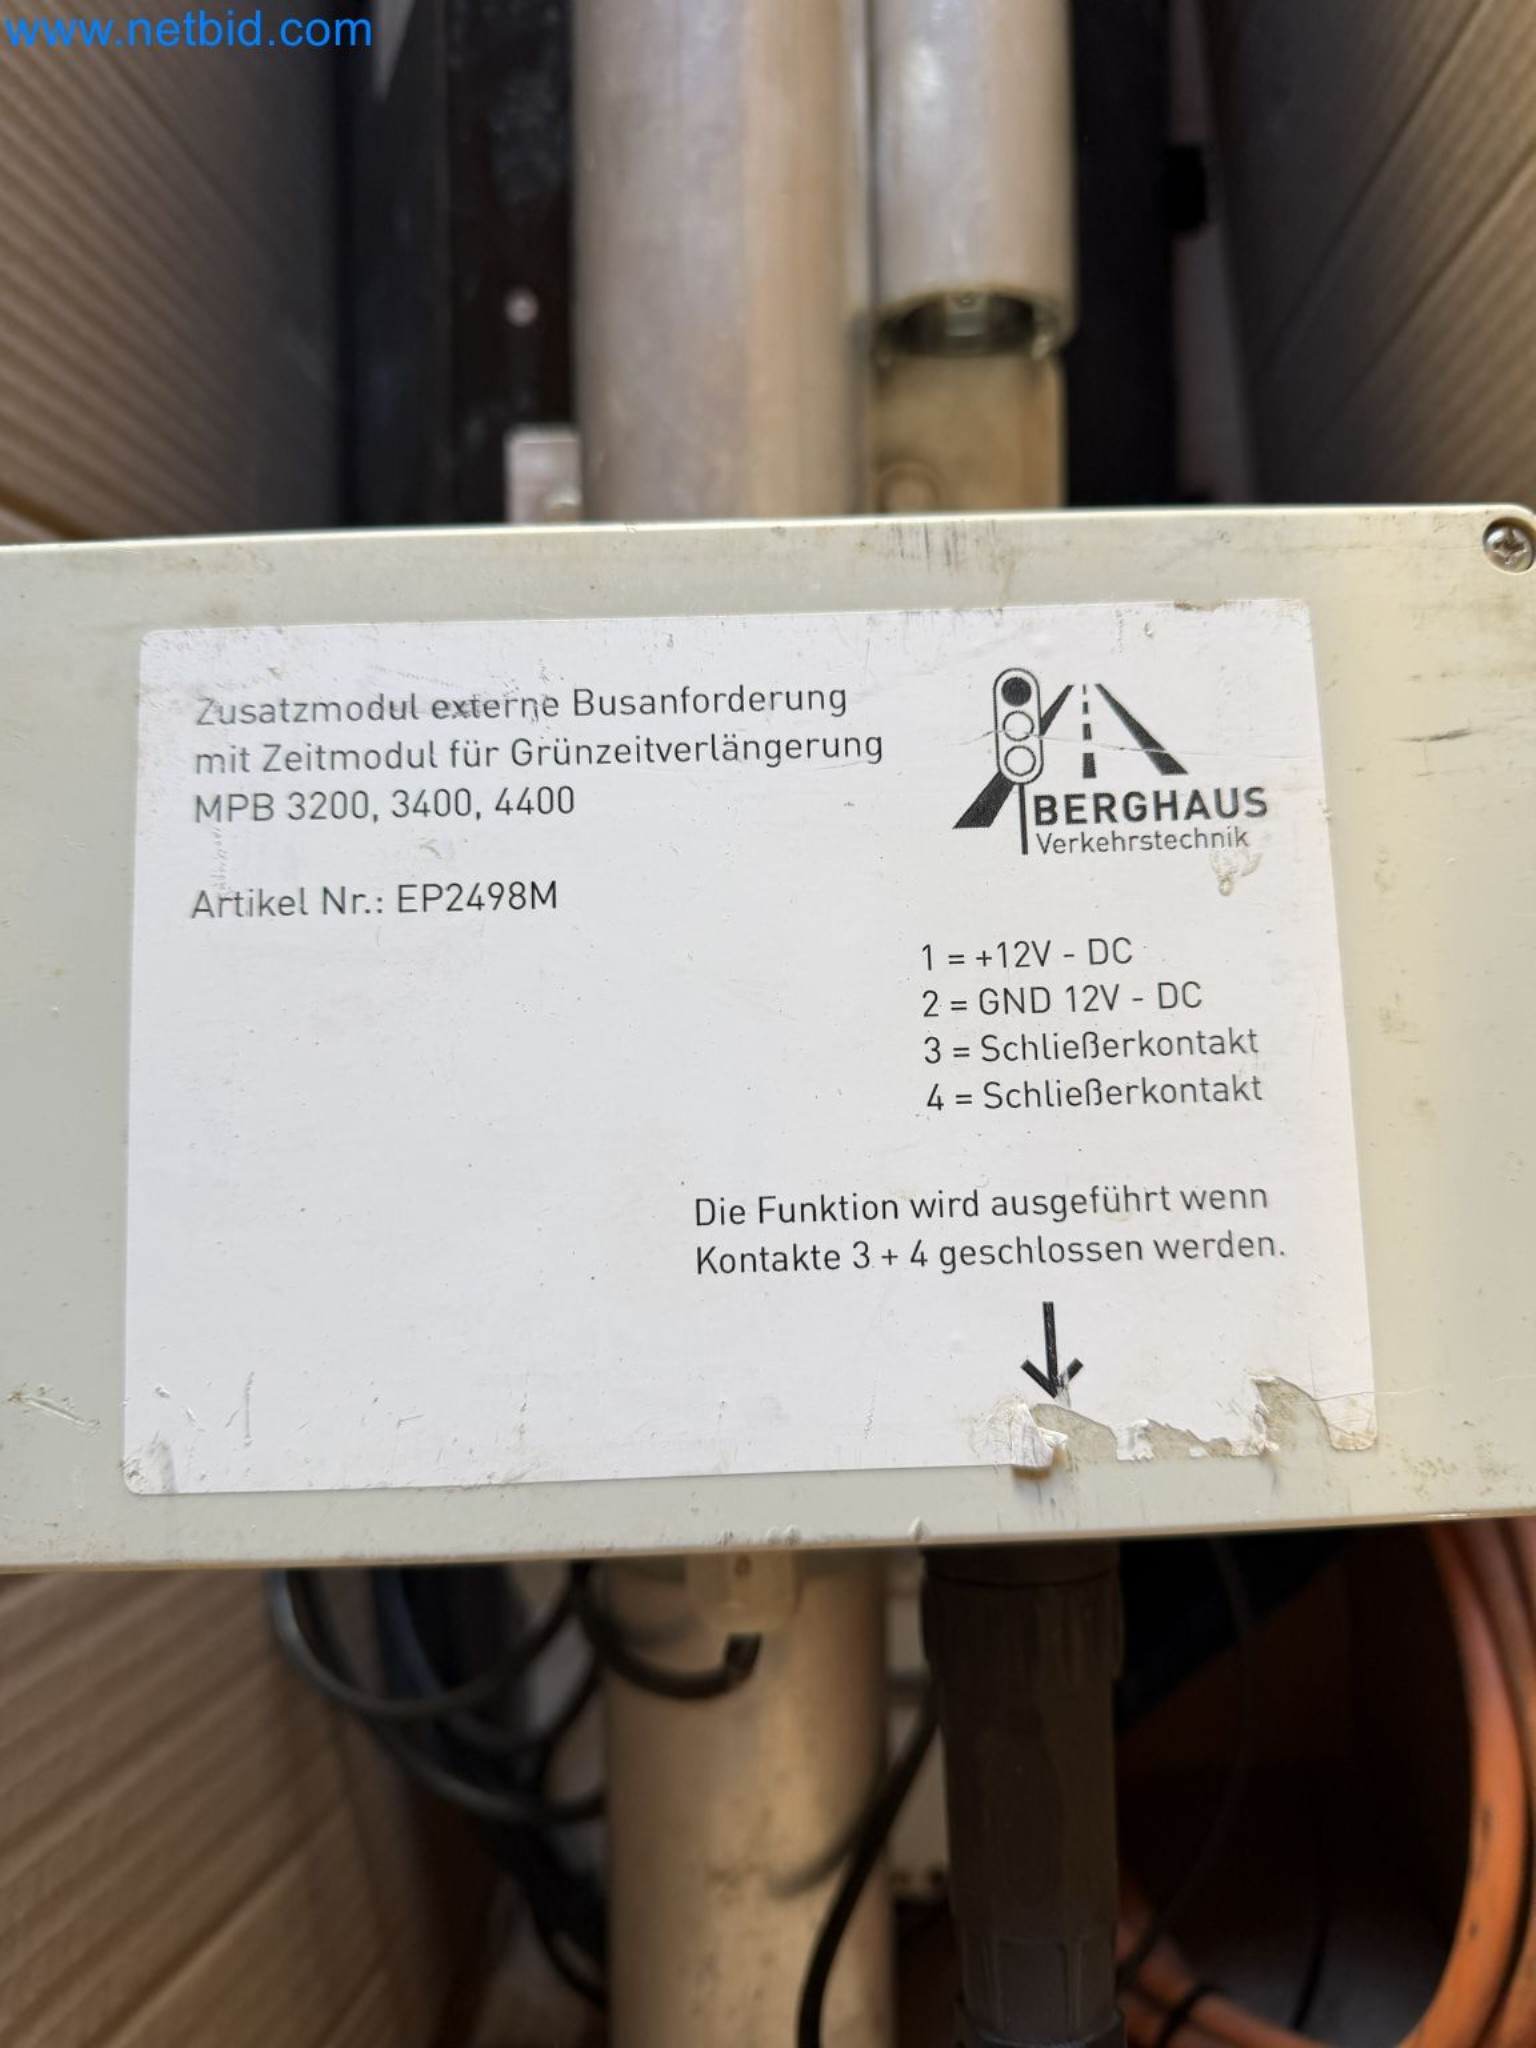 www.netbid.com
Zusatzmodul externe Busanforderung
mit Zeitmodul für Grünzeitverlängerung
MPB 3200, 3400, 4400
Artikel Nr.: EP2498M
BERGHAUS
Verkehrstechnik
1 = +12V - DC
2 = GND 12V - DC
3 = Schließerkontakt
4 = Schließerkontakt
Die Funktion wird ausgeführt wenn
Kontakte 3 + 4 geschlossen werden.